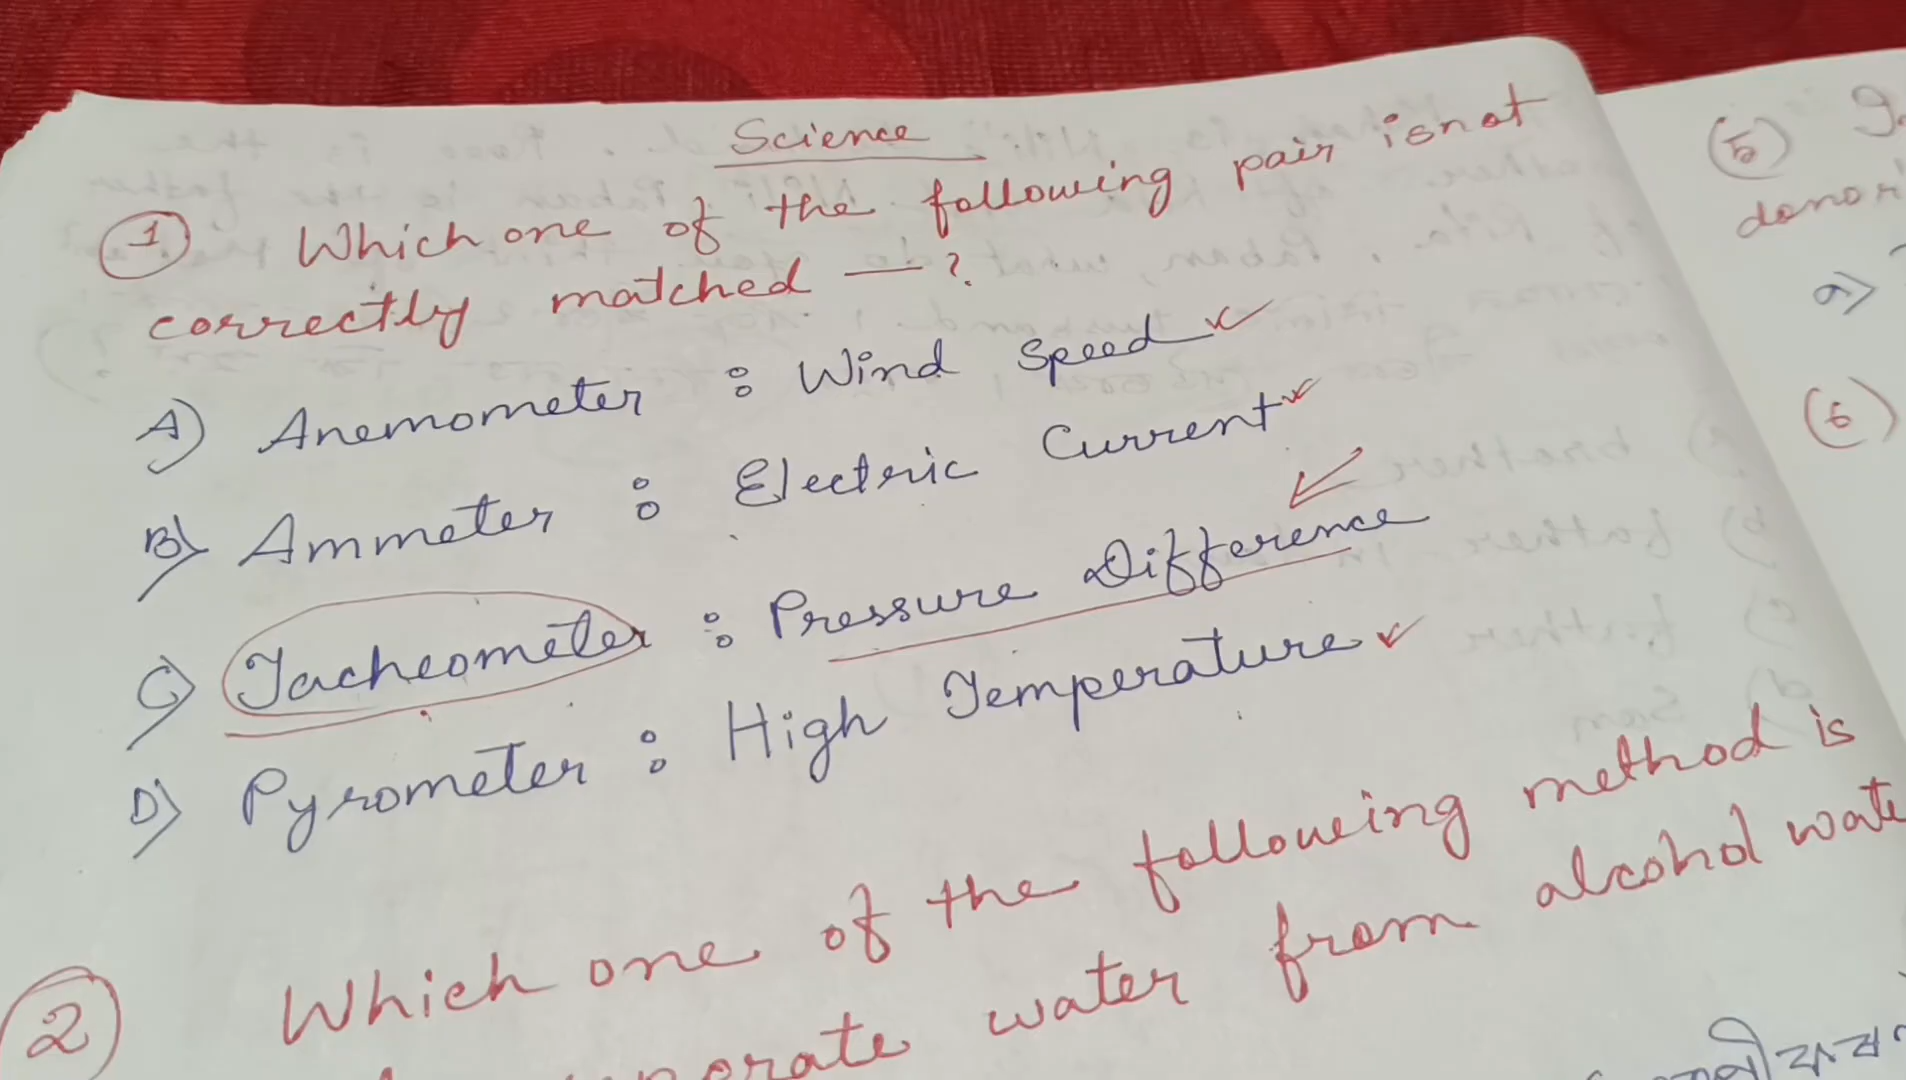 Science
① Which one of the following pair is not
correctly matched — ?
A) Anemometer : Wind Speed
B) Ammeter : Electric Current
C) Tacheometer : Pressure Difference
D) Pyrometer : High Temperature
② Which one of the following method is
water from alcohol
(5)
donor
a)
(6)